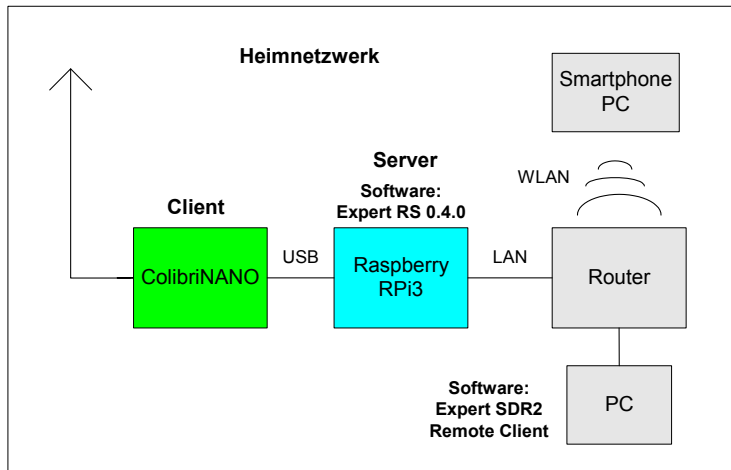 Heimnetzwerk
Smartphone
PC
Server
Software:
Expert RS 0.4.0
WLAN
Client
ColibriNANO
USB
Raspberry
RPi3
LAN
Router
Software:
Expert SDR2
Remote Client
PC